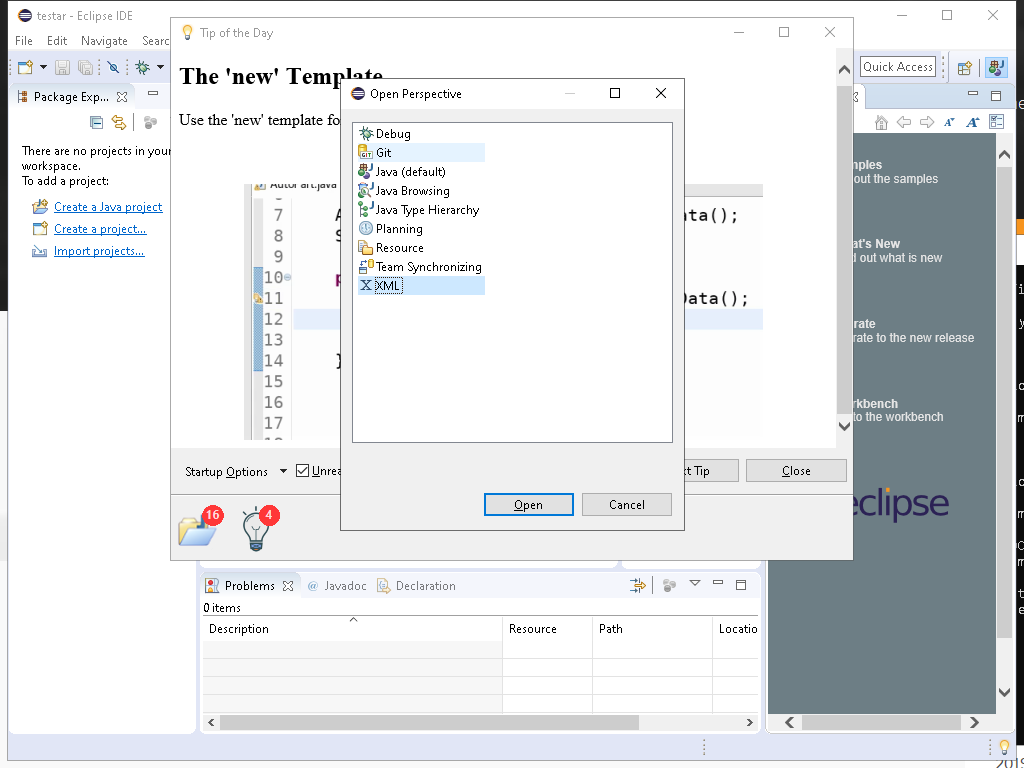 testar - Eclipse IDE
File Edit Navigate Searc
Quick Access
Package Exp...
There are no projects in your
workspace.
To add a project:
Create a Java project
Create a project...
Import projects...
Tip of the Day
The 'new' Template
Use the 'new' template fo
7
8
9
10
11
12
13
14
15
16
17
ata();
Data();
Startup Options
Unrea
t Tip
Close
16
4
Open Perspective
Debug
Git
Java (default)
Java Browsing
Java Type Hierarchy
Planning
Resource
Team Synchronizing
XML
Open
Cancel
mples
out the samples
at's New
d out what is new
rate
rate to the new release
rkbench
to the workbench
eclipse
Problems
Javadoc
Declaration
0 items
Description
Resource
Path
Locatio